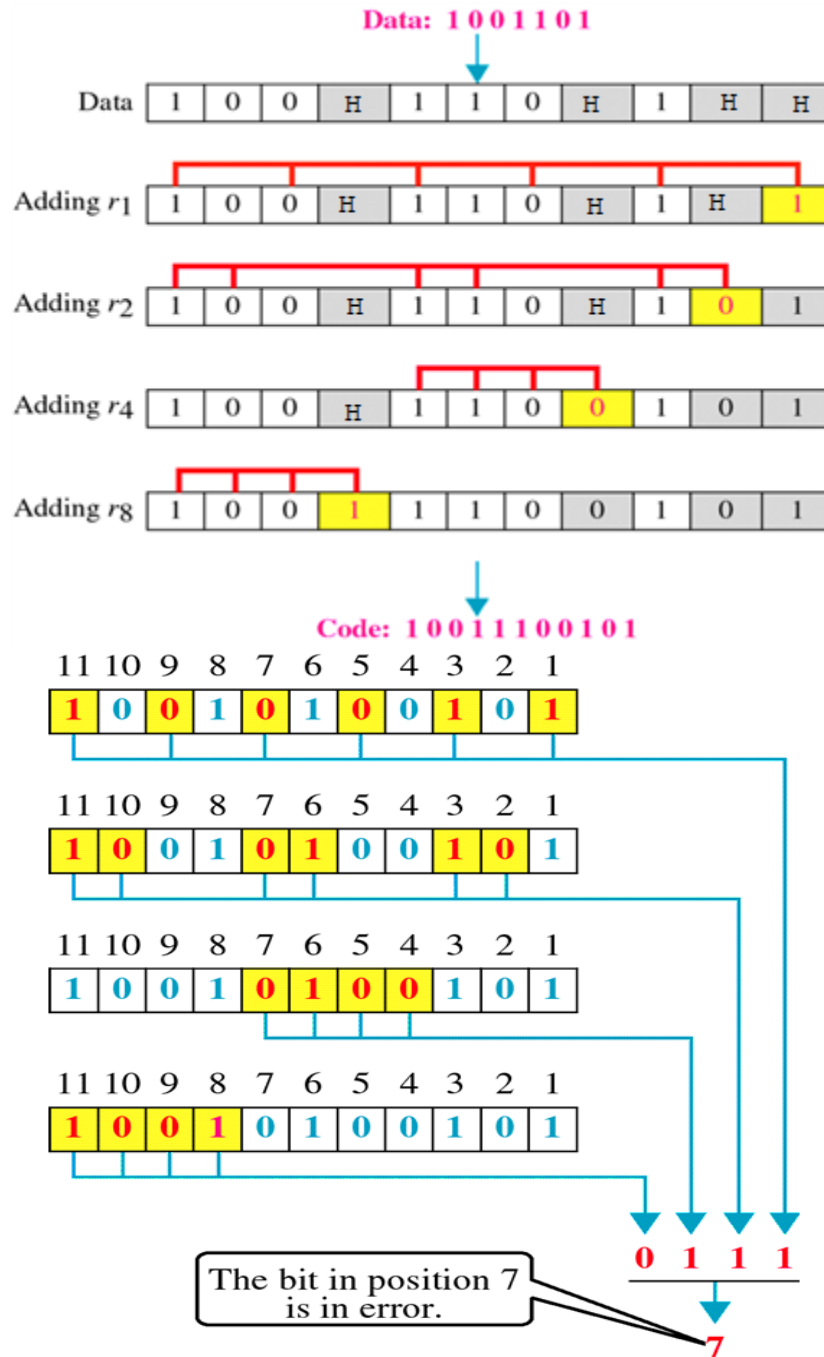 Data: 1 0 0 1 1 0 1
Data 1 0 0 H 1 1 0 H 1 H H
Adding r1 1 0 0 H 1 1 0 H 1 H 1
Adding r2 1 0 0 H 1 1 0 H 1 0 1
Adding r4 1 0 0 H 1 1 0 0 1 0 1
Adding r8 1 0 0 1 1 1 0 0 1 0 1
Code: 1 0 0 1 1 1 0 0 1 0 1
11 10 9 8 7 6 5 4 3 2 1
1 0 0 1 0 1 0 0 1 0 1
11 10 9 8 7 6 5 4 3 2 1
1 0 0 1 0 1 0 0 1 0 1
11 10 9 8 7 6 5 4 3 2 1
1 0 0 1 0 1 0 0 1 0 1
11 10 9 8 7 6 5 4 3 2 1
1 0 0 1 0 1 0 0 1 0 1
0 1 1 1
The bit in position 7
is in error.
7